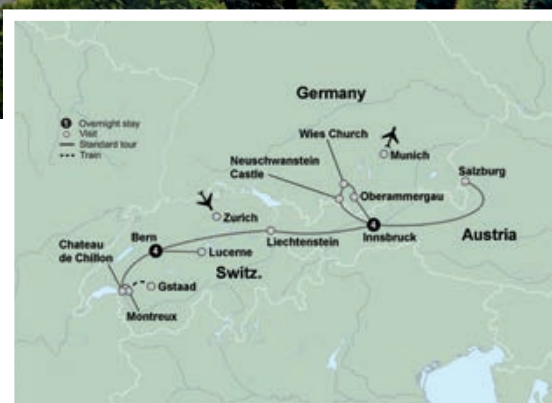 Germany
1 Overnight stay
Visit
Standard tour
Train
Wies Church
Munich
Neuschwanstein
Castle
Salzburg
Oberammergau
Zurich
Chateau
de Chillon
Bern
4
Lucerne
Liechtenstein
4
Innsbruck
Austria
Switz.
Gstaad
Montreux